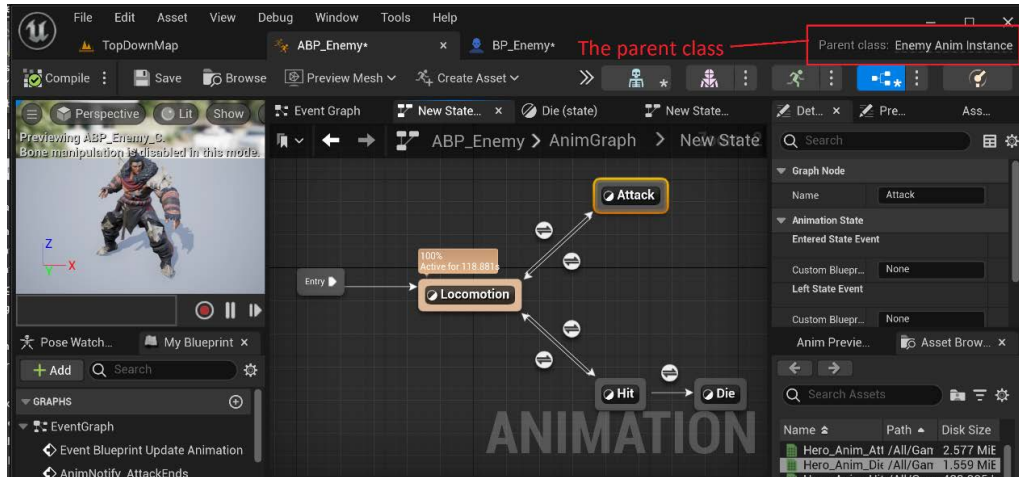 File Edit Asset View Debug Window Tools Help
TopDownMap ABP_Enemy* × BP_Enemy* The parent class Parent class: Enemy Anim Instance
Compile Save Browse Preview Mesh Create Asset
Perspective Lit Show Event Graph New State... × Die (state) New State... Det... × Pre... Ass...
Previewing ABP_Enemy_C.
Bone manipulation is disabled in this mode.
ABP_Enemy > AnimGraph > New State
Search
Graph Node
Name Attack
Attack
Animation State
Entered State Event
Z
X
Y
100%
Active for 118.881s
Custom Bluepr... None
Entry
Locomotion
Left State Event
Custom Bluepr... None
Pose Watch... My Blueprint × Anim Previe... Asset Brow... ×
+ Add Search
Hit Die
Search Assets
GRAPHS
ANIMATION
Name Path Disk Size
EventGraph
Hero_Anim_Att /All/Gam 2.577 MiE
Event Blueprint Update Animation
Hero_Anim_Die /All/Gam 1.559 MiE
AnimNotify_AttackEnds